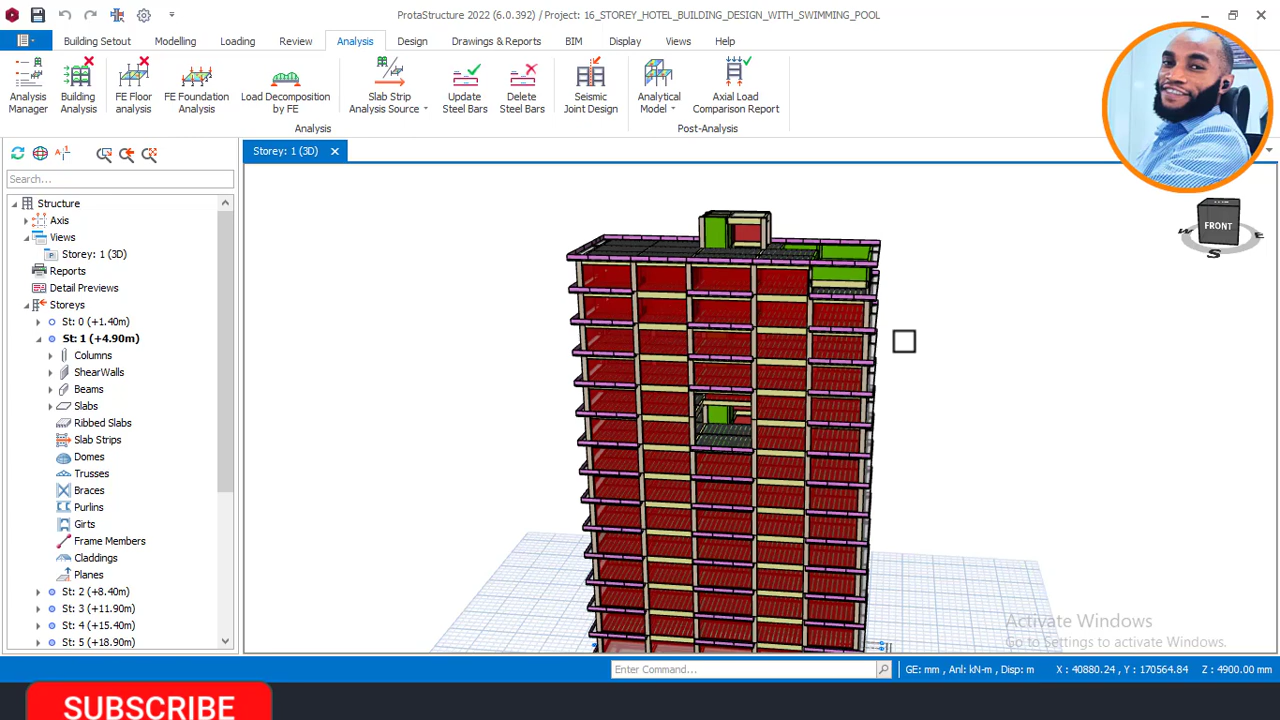 ProtaStructure 2022 (6.0.392) / Project: 16_STOREY_HOTEL_BUILDING_DESIGN_WITH_SWIMMING_POOL
Building Setout Modelling Loading Review Analysis Design Drawings & Reports BIM Display Views Help
Analysis Manager
Building Analysis
FE Floor analysis
FE Foundation Analysis
Load Decomposition by FE
Slab Strip Analysis Source
Update Steel Bars
Delete Steel Bars
Seismic Joint Design
Analytical Model
Axial Load Comparison Report
Analysis
Post-Analysis
Storey: 1 (3D)
Search...
Structure
Axis
Views
Storey: 1 (3D)
Reports
Detail Previews
Storeys
St: 0 (+1.40m)
St: 1 (+4.90m)
Columns
ShearWalls
Beams
Slabs
Ribbed Slabs
Slab Strips
Domes
Trusses
Braces
Purlins
Girts
Frame Members
Claddings
Planes
St: 2 (+8.40m)
St: 3 (+11.90m)
St: 4 (+15.40m)
St: 5 (+18.90m)
FRONT
W
E
S
Activate Windows
Go to Settings to activate Windows.
Enter Command...
GE: mm , Anl: kN-m , Disp: m
X : 40880.24 , Y : 170564.84
Z : 4900.00 mm
SUBSCRIBE